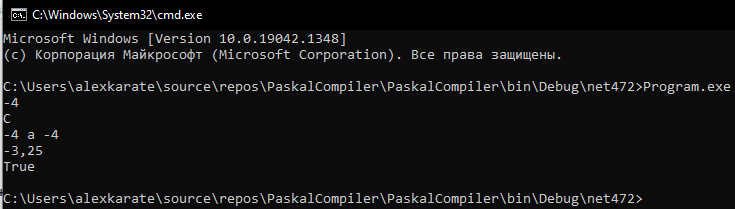 C:\Windows\System32\cmd.exe
Microsoft Windows [Version 10.0.19042.1348]
(c) Корпорация Майкрософт (Microsoft Corporation). Все права защищены.
C:\Users\alexkarate\source\repos\PaskalCompiler\PaskalCompiler\bin\Debug\net472>Program.exe
-4
C
-4 a -4
-3,25
True
C:\Users\alexkarate\source\repos\PaskalCompiler\PaskalCompiler\bin\Debug\net472>